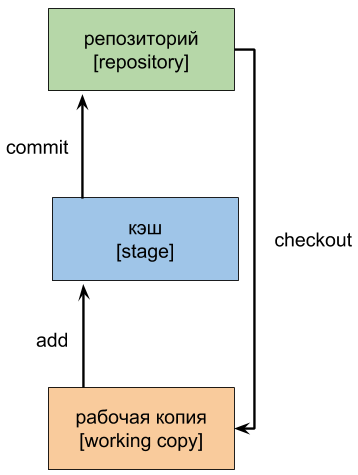 репозиторий
[repository]
commit
кэш
[stage]
checkout
add
рабочая копия
[working copy]